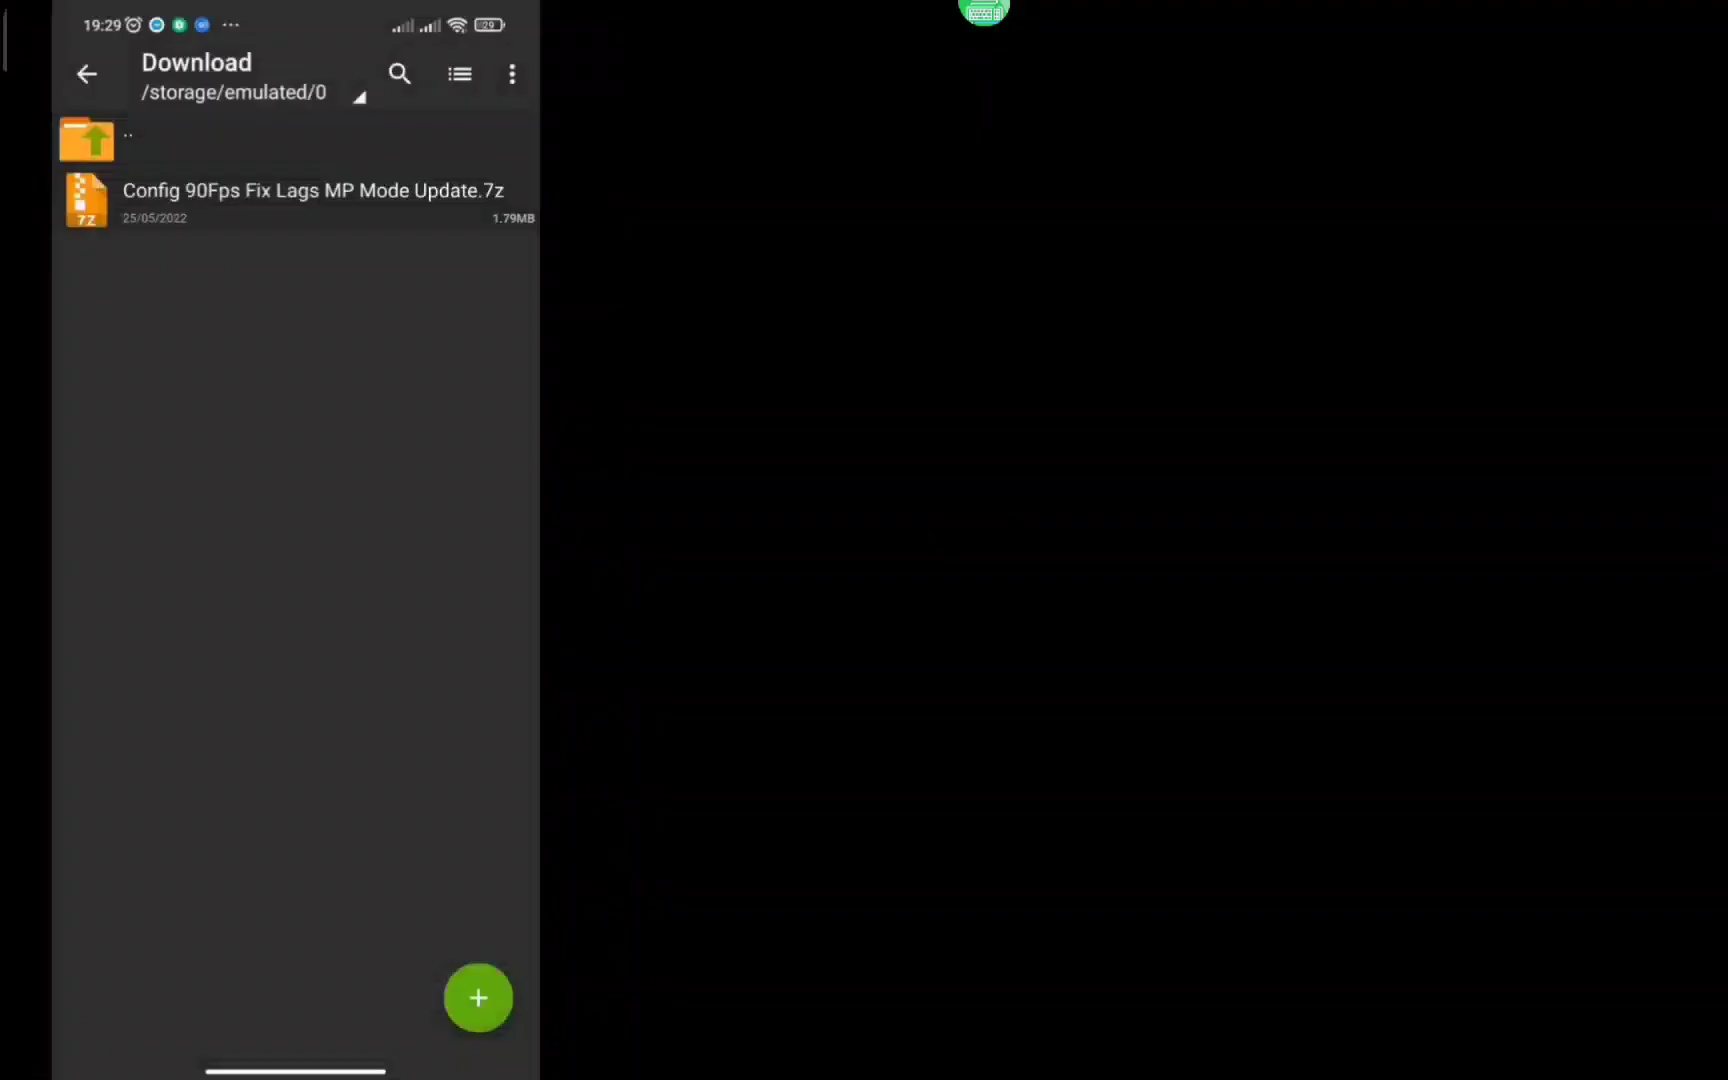 19:29 ... 29
Download
/storage/emulated/0
..
Config 90Fps Fix Lags MP Mode Update.7z
7Z
25/05/2022 1.79MB